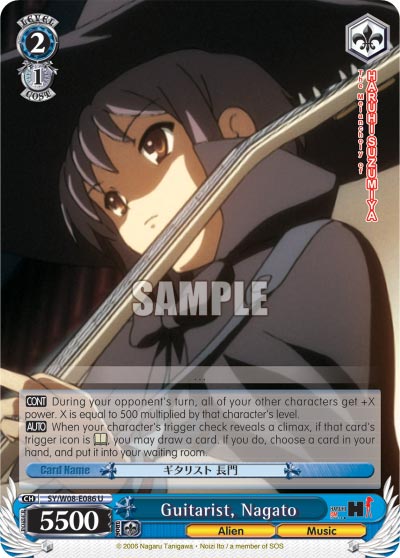 LEVEL
2
1
COST
The Melancholy of
HARUHI SUZUMIYA
SAMPLE
...
CONT During your opponent's turn, all of your other characters get +X
power. X is equal to 500 multiplied by that character's level.
AUTO When your character's trigger check reveals a climax, if that card's
trigger icon is , you may draw a card. If you do, choose a card in your
hand, and put it into your waiting room.
Card Name
ギタリスト 長門
CH SY/W08-E086 U
POWER
5500
SOUL
Guitarist, Nagato
Alien
Music
© 2006 Nagaru Tanigawa • Noizi Ito / a member of SOS